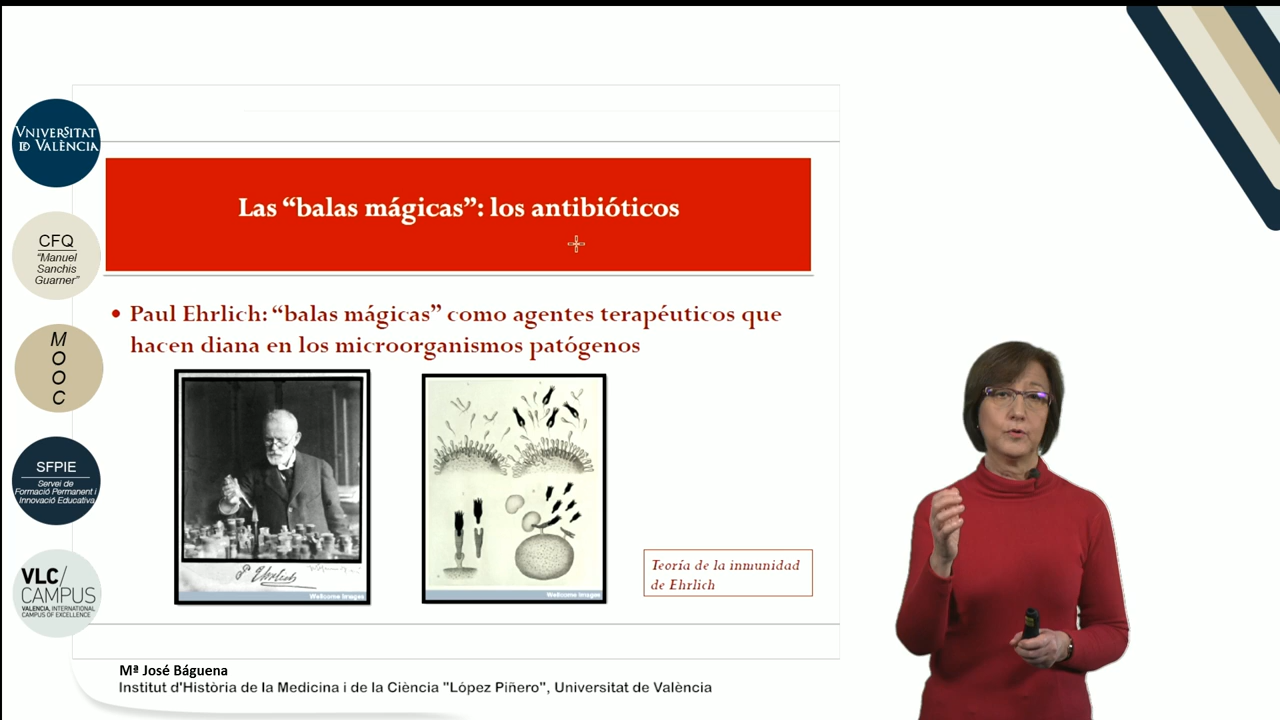 VNIVERSITAT
ID VALÈNCIA
CFQ
"Manuel
Sanchis
Guarner"
M
O
O
C
SFPIE
Servei de
Formació Permanent i
Innovació Educativa
VLC/
CAMPUS
VALENCIA, INTERNATIONAL
CAMPUS OF EXCELLENCE
Las “balas mágicas”: los antibióticos
• Paul Ehrlich: “balas mágicas” como agentes terapéuticos que
hacen diana en los microorganismos patógenos
P. Ehrlich
Wellcome Images
Wellcome Images
Teoría de la inmunidad
de Ehrlich
Mª José Báguena
Institut d'Història de la Medicina i de la Ciència "López Piñero", Universitat de València